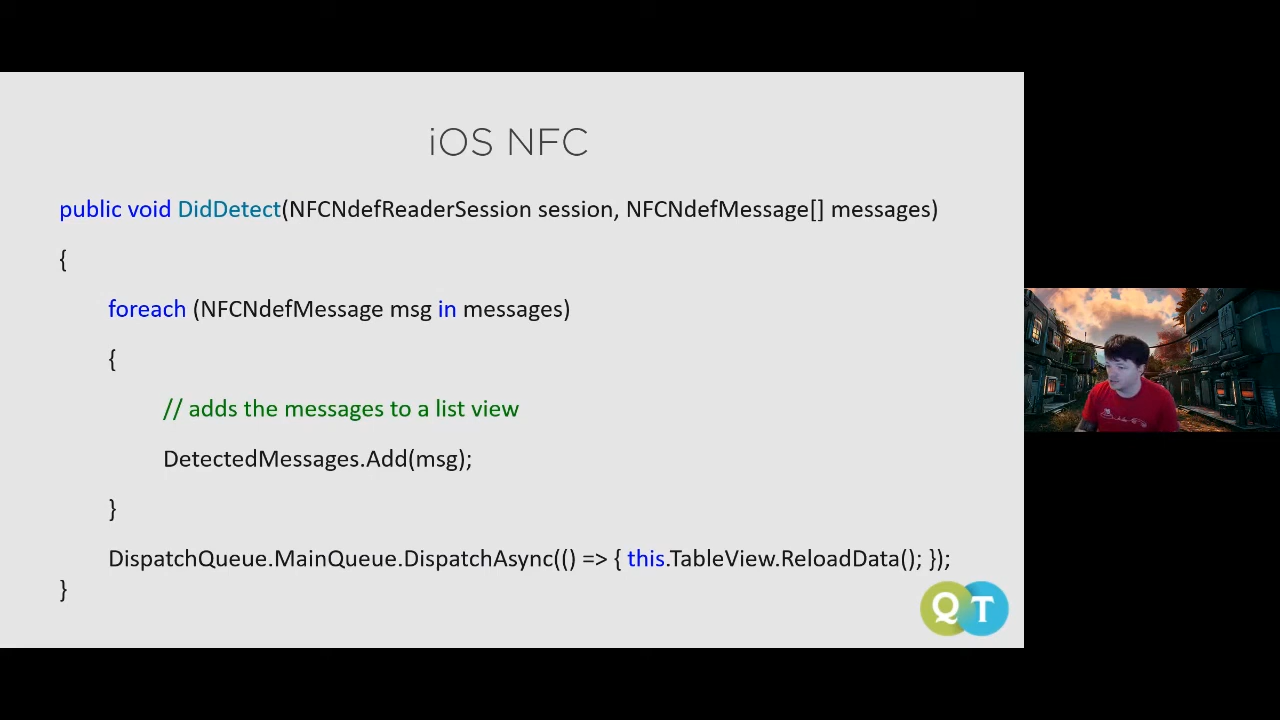 iOS NFC
public void DidDetect(NFCNdefReaderSession session, NFCNdefMessage[] messages)
{
foreach (NFCNdefMessage msg in messages)
{
// adds the messages to a list view
DetectedMessages.Add(msg);
}
DispatchQueue.MainQueue.DispatchAsync(() => { this.TableView.ReloadData(); });
}
QT